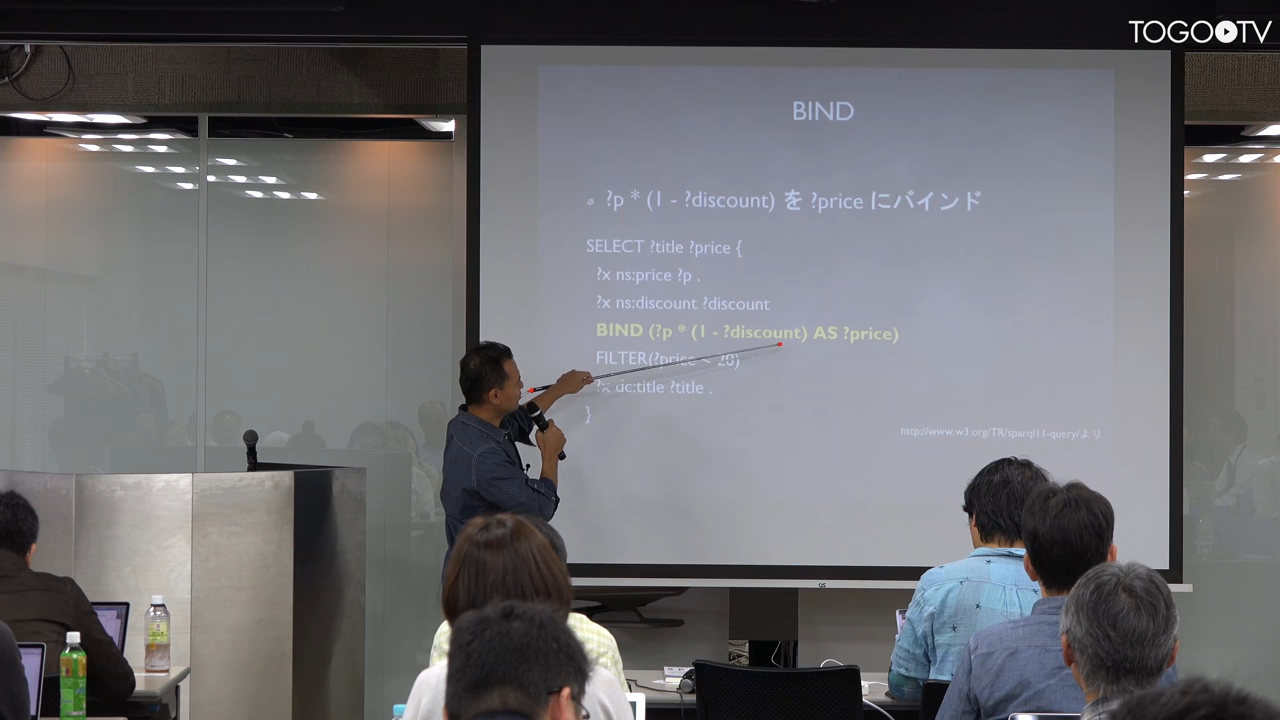 TOGOTV
BIND
• ?p * (1 - ?discount) を ?price にバインド
SELECT ?title ?price {
?x ns:price ?p .
?x ns:discount ?discount
BIND (?p * (1 - ?discount) AS ?price)
FILTER(?price < 20)
?x dc:title ?title .
}
http://www.w3.org/TR/sparql11-query/より
OS